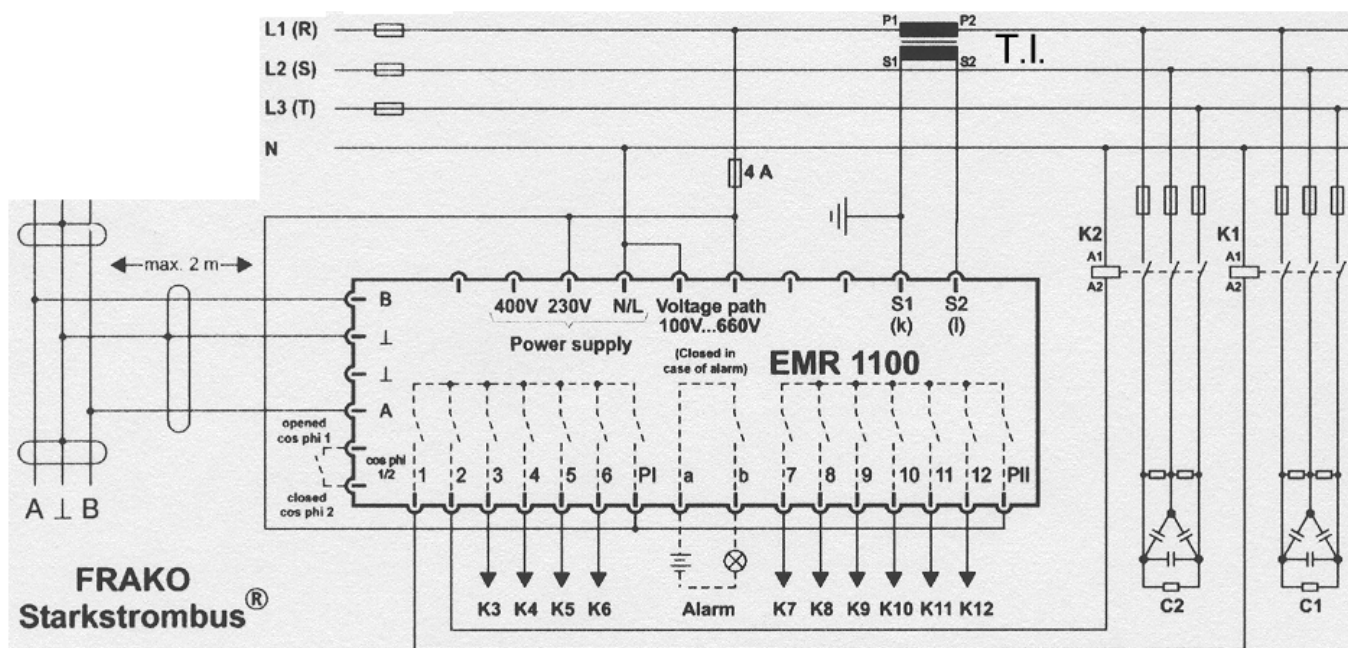 L1 (R)
P1 P2
T.I.
L2 (S)
S1 S2
L3 (T)
N
4 A
K2
A1
A2
K1
A1
A2
max. 2 m
B
400V 230V N/L Voltage path
100V...660V
S1
(k)
S2
(l)
Power supply
⊥
(Closed in
case of alarm)
EMR 1100
⊥
A
opened
cos phi 1
cos phi
1/2
closed
cos phi 2
1 2 3 4 5 6 PI a b 7 8 9 10 11 12 PII
A ⊥ B
FRAKO
Starkstrombus®
K3 K4 K5 K6 Alarm K7 K8 K9 K10 K11 K12
C2 C1